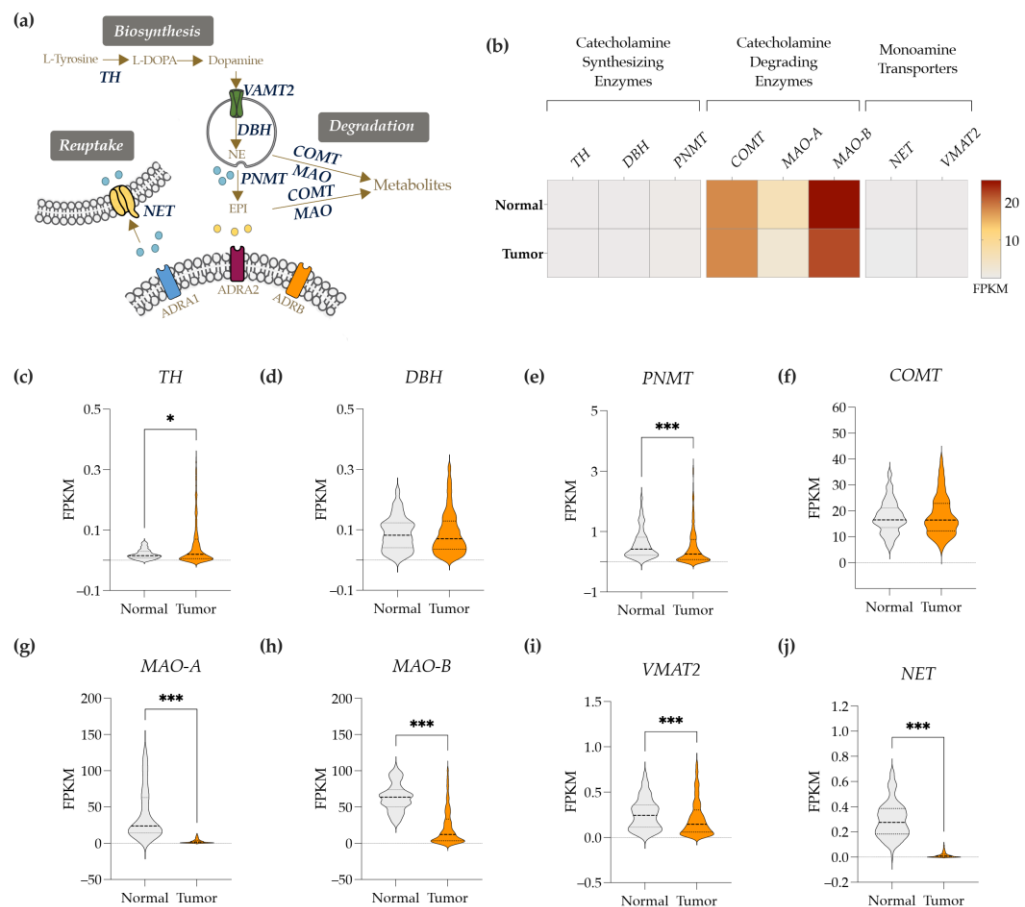 (a)
Biosynthesis
L-Tyrosine L-DOPA Dopamine
TH
VAMT2
DBH
Degradation
Reuptake
NE
COMT
MAO
PNMT
COMT
Metabolites
MAO
EPI
NET
ADRA1
ADRA2
ADRB
(b)
Catecholamine
Synthesizing
Enzymes
Catecholamine
Degrading
Enzymes
Monoamine
Transporters
TH DBH PNMT COMT MAO-A MAO-B NET VMAT2
Normal
Tumor
20
10
FPKM
(c)
TH
FPKM
0.5
0.3
0.1
–0.1
*
Normal Tumor
(d)
DBH
FPKM
0.5
0.3
0.1
–0.1
Normal Tumor
(e)
PNMT
FPKM
5
3
1
–1
***
Normal Tumor
(f)
COMT
FPKM
60
50
40
30
20
10
0
Normal Tumor
(g)
MAO-A
FPKM
200
150
100
50
0
–50
***
Normal Tumor
(h)
MAO-B
FPKM
200
150
100
50
0
–50
***
Normal Tumor
(i)
VMAT2
FPKM
1.5
1.0
0.5
0.0
–0.5
***
Normal Tumor
(j)
NET
FPKM
1.2
1.0
0.8
0.6
0.4
0.2
0.0
–0.2
***
Normal Tumor